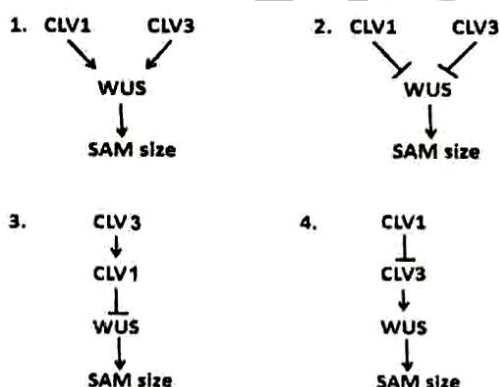 1. CLV1 CLV3
WUS
SAM size
2. CLV1 CLV3
WUS
SAM size
3. CLV3
CLV1
WUS
SAM size
4. CLV1
CLV3
WUS
SAM size